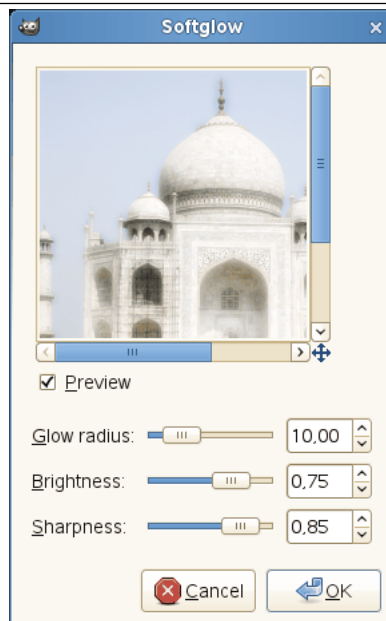 Softglow
Preview
Glow radius: 10,00
Brightness: 0,75
Sharpness: 0,85
Cancel OK